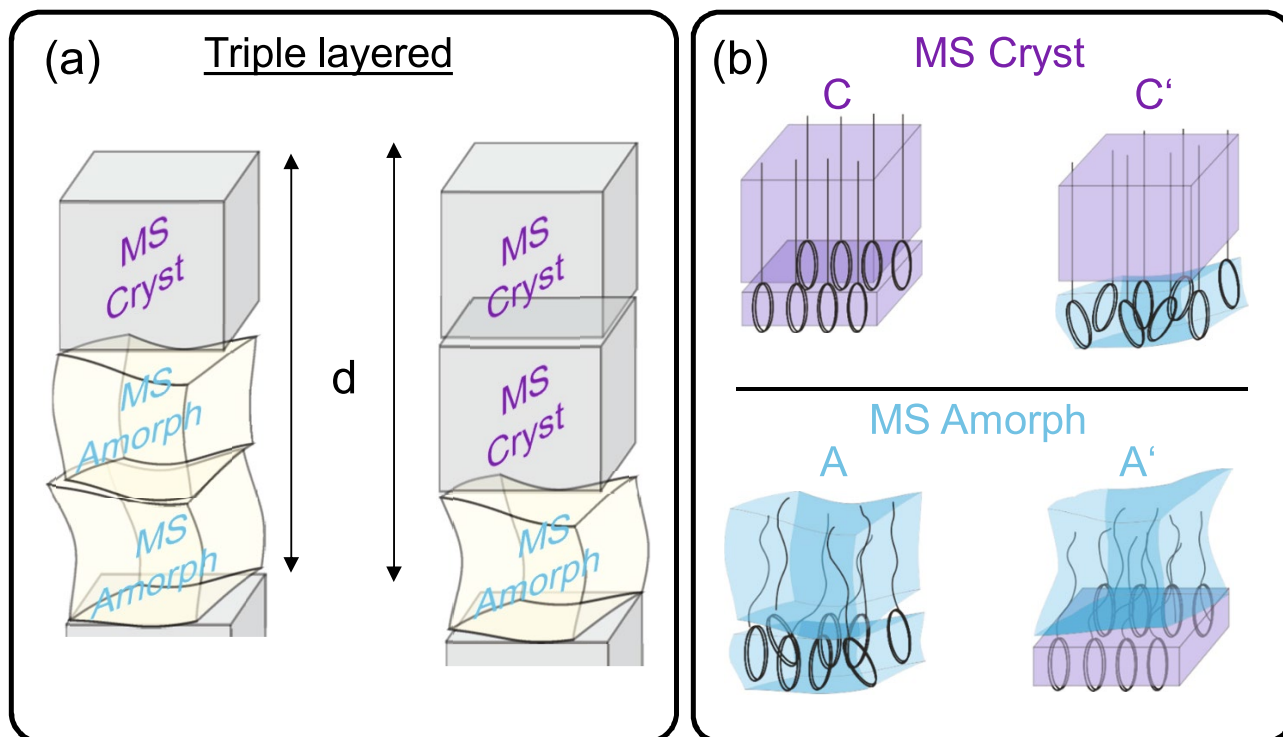 (a)
Triple layered
MS
Cryst
MS
Amorph
MS
Amorph
d
MS
Cryst
MS
Cryst
MS
Amorph
(b)
MS Cryst
C
C‘
MS Amorph
A
A‘